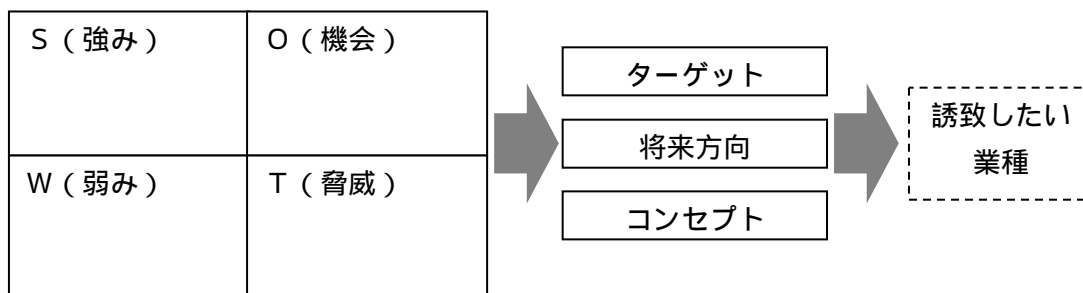 S(強み)
O(機会)
W(弱み)
T(脅威)
ターゲット
将来方向
コンセプト
誘致したい
業種